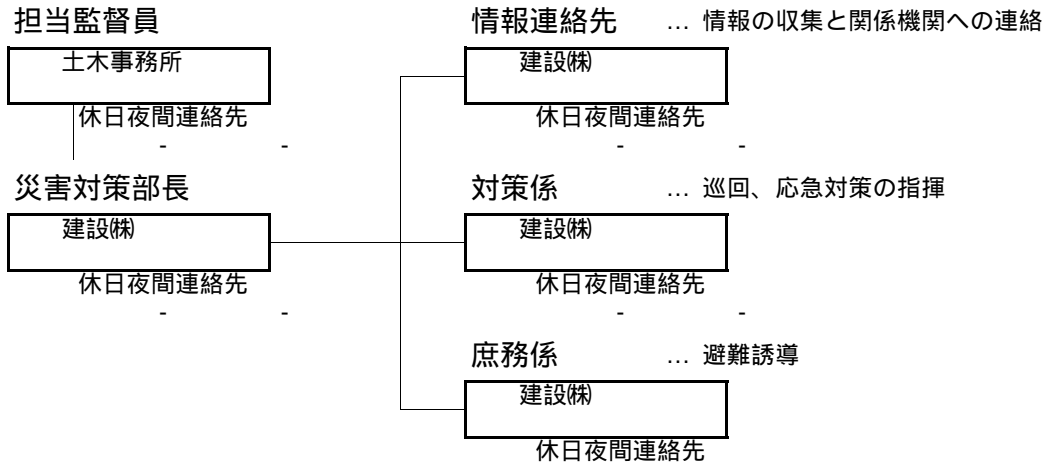 担当監督員
情報連絡先 … 情報の収集と関係機関への連絡
土木事務所
建設㈱
休日夜間連絡先
休日夜間連絡先
- -
- -
災害対策部長
対策係 … 巡回、応急対策の指揮
建設㈱
建設㈱
休日夜間連絡先
休日夜間連絡先
- -
- -
庶務係 … 避難誘導
建設㈱
休日夜間連絡先